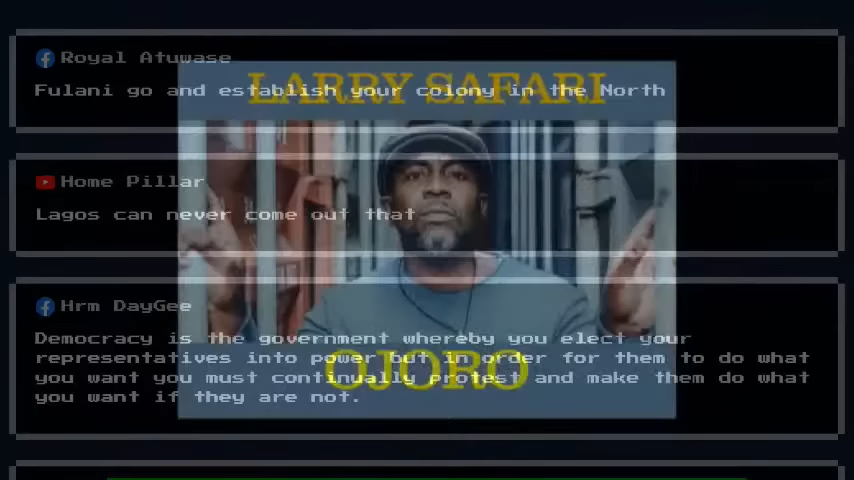 Royal Atuwase
Fulani go and establish your colony in the North
LARRY SAFARI
Home Pillar
Lagos can never come out that
Hrm DayGee
Democracy is the government whereby you elect your
representatives into power but in order for them to do what
you want you must continually protest and make them do what
you want if they are not.
OJORO